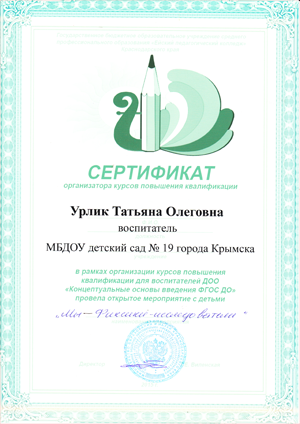 СЕРТИФИКАТ
организатора курсов повышения квалификации
Урлик Татьяна Олеговна
воспитатель
МБДОУ детский сад № 19 города Крымска
в рамках организации курсов повышения
квалификации для воспитателей ДОО
«Концептуальные основы введения ФГОС ДО»
провела открытое мероприятие с детьми
„Мы – Фиксики-исследователи"